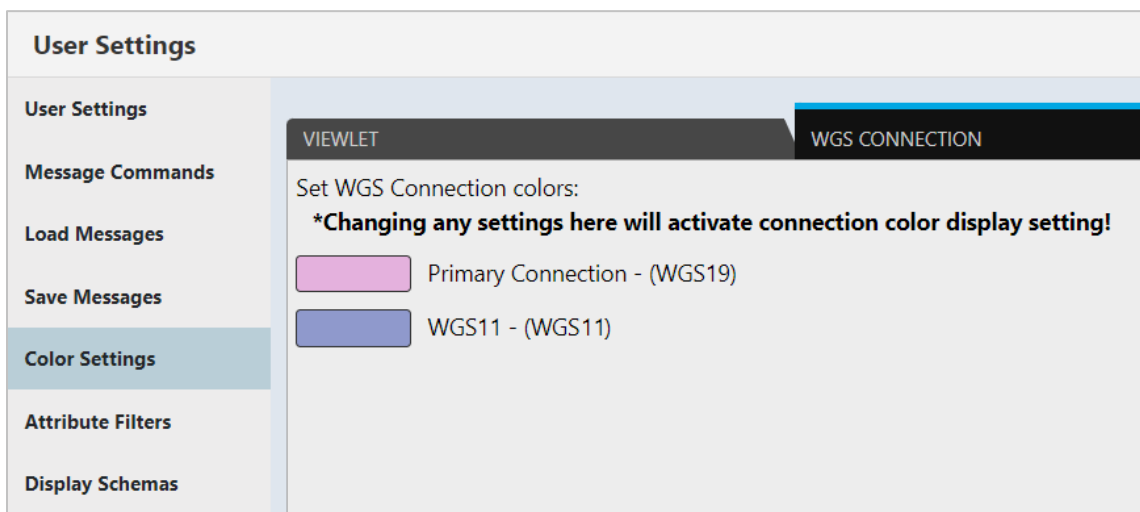 User Settings
User Settings
Message Commands
Load Messages
Save Messages
Color Settings
Attribute Filters
Display Schemas
VIEWLET
WGS CONNECTION
Set WGS Connection colors:
*Changing any settings here will activate connection color display setting!
Primary Connection - (WGS19)
WGS11 - (WGS11)